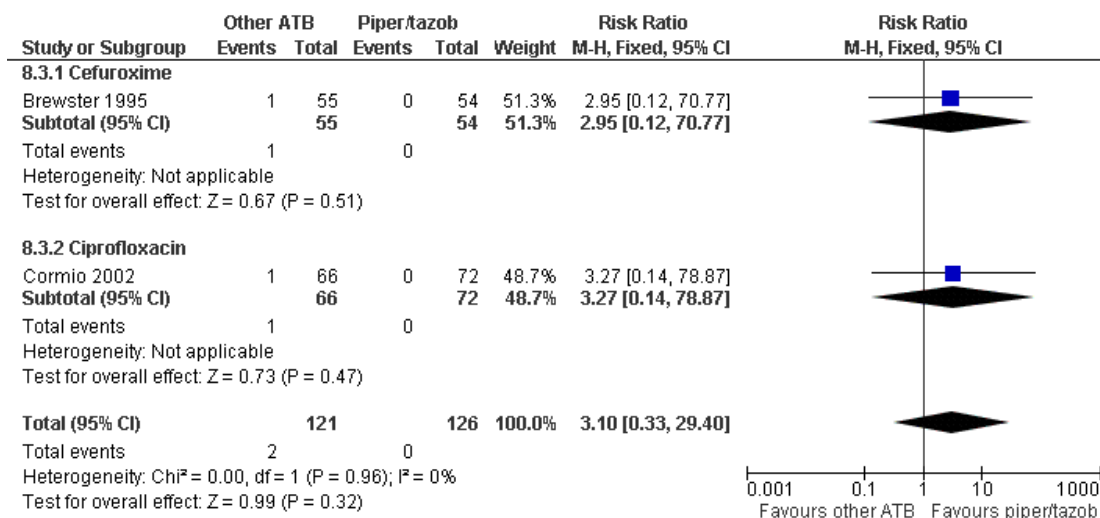 Other ATB Piper/tazob Risk Ratio Risk Ratio
Study or Subgroup Events Total Events Total Weight M-H, Fixed, 95% CI M-H, Fixed, 95% CI
8.3.1 Cefuroxime
Brewster 1995 1 55 0 54 51.3% 2.95 [0.12, 70.77]
Subtotal (95% CI) 55 54 51.3% 2.95 [0.12, 70.77]
Total events 1 0
Heterogeneity: Not applicable
Test for overall effect: Z = 0.67 (P = 0.51)
8.3.2 Ciprofloxacin
Cormio 2002 1 66 0 72 48.7% 3.27 [0.14, 78.87]
Subtotal (95% CI) 66 72 48.7% 3.27 [0.14, 78.87]
Total events 1 0
Heterogeneity: Not applicable
Test for overall effect: Z = 0.73 (P = 0.47)
Total (95% CI) 121 126 100.0% 3.10 [0.33, 29.40]
Total events 2 0
Heterogeneity: Chi² = 0.00, df = 1 (P = 0.96); I² = 0%
Test for overall effect: Z = 0.99 (P = 0.32)
0.001 0.1 1 10 1000
Favours other ATB Favours piper/tazob